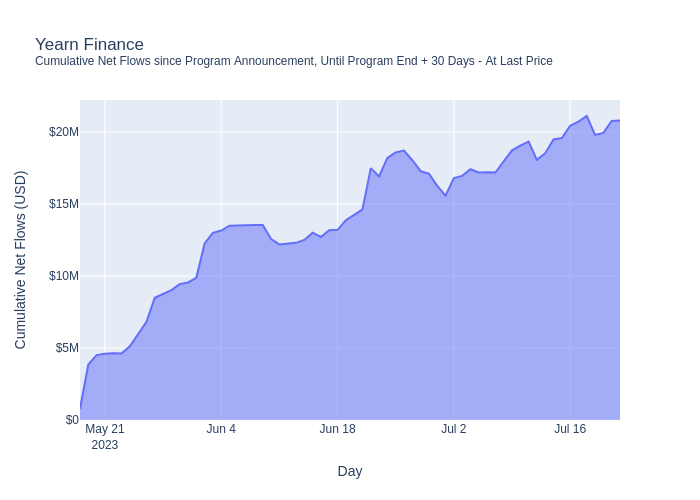 Yearn Finance
Cumulative Net Flows since Program Announcement, Until Program End + 30 Days - At Last Price
$20M
$15M
$10M
$5M
$0
Cumulative Net Flows (USD)
May 21
2023
Jun 4
Jun 18
Jul 2
Jul 16
Day